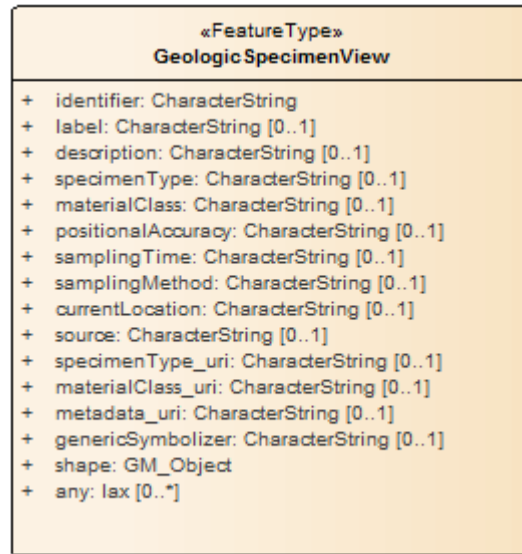 «FeatureType»
GeologicSpecimenView
+ identifier: CharacterString
+ label: CharacterString [0..1]
+ description: CharacterString [0..1]
+ specimenType: CharacterString [0..1]
+ materialClass: CharacterString [0..1]
+ positionalAccuracy: CharacterString [0..1]
+ samplingTime: CharacterString [0..1]
+ samplingMethod: CharacterString [0..1]
+ currentLocation: CharacterString [0..1]
+ source: CharacterString [0..1]
+ specimenType_uri: CharacterString [0..1]
+ materialClass_uri: CharacterString [0..1]
+ metadata_uri: CharacterString [0..1]
+ genericSymbolizer: CharacterString [0..1]
+ shape: GM_Object
+ any: lax [0..*]